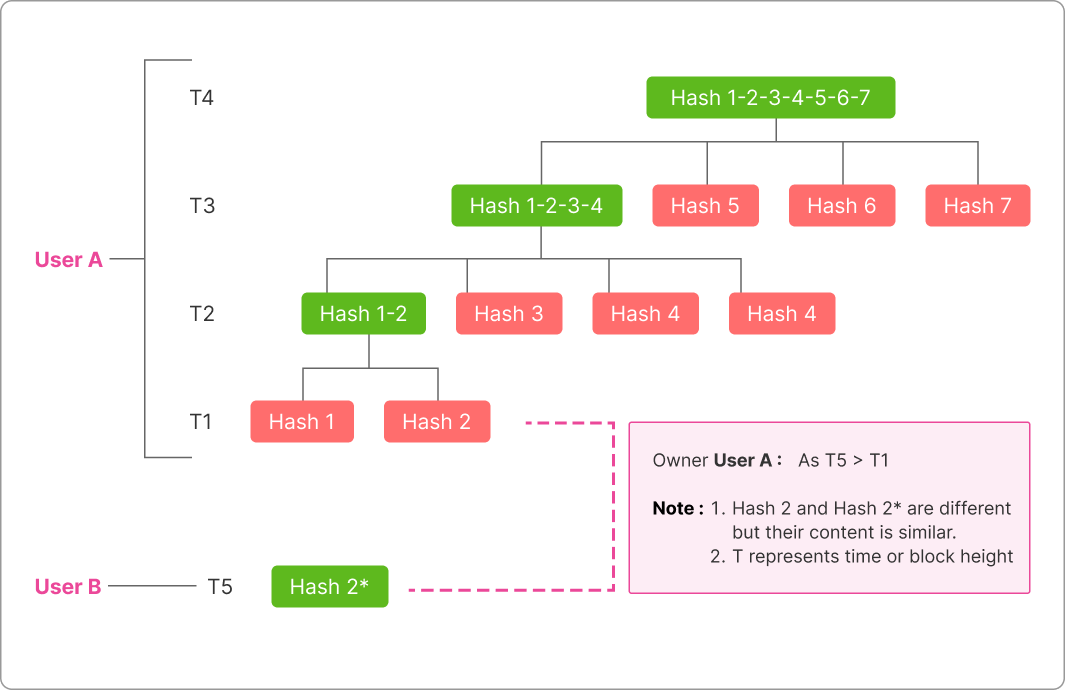 T4
Hash 1-2-3-4-5-6-7
T3
Hash 1-2-3-4
Hash 5
Hash 6
Hash 7
User A
T2
Hash 1-2
Hash 3
Hash 4
Hash 4
T1
Hash 1
Hash 2
Owner User A : As T5 > T1
Note : 1. Hash 2 and Hash 2* are different
but their content is similar.
2. T represents time or block height
User B
T5
Hash 2*